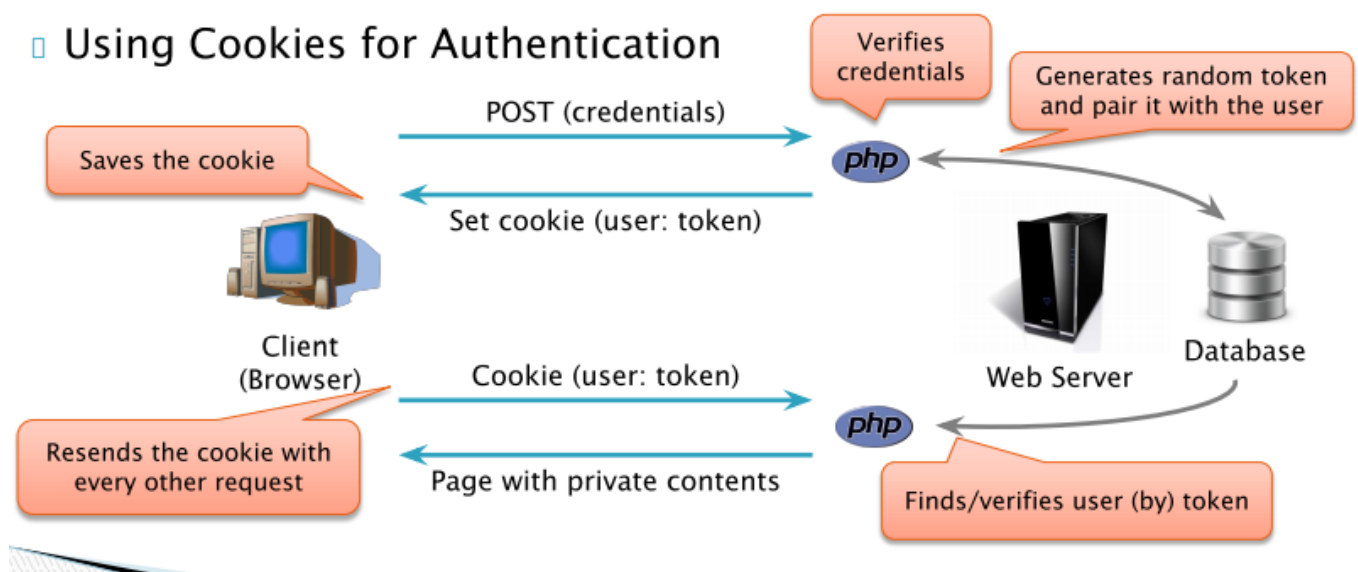 Using Cookies for Authentication
Verifies
credentials
Generates random token
and pair it with the user
POST (credentials)
Saves the cookie
php
Set cookie (user: token)
Client
(Browser)
Web Server
Database
Cookie (user: token)
php
Resends the cookie with
every other request
Page with private contents
Finds/verifies user (by) token